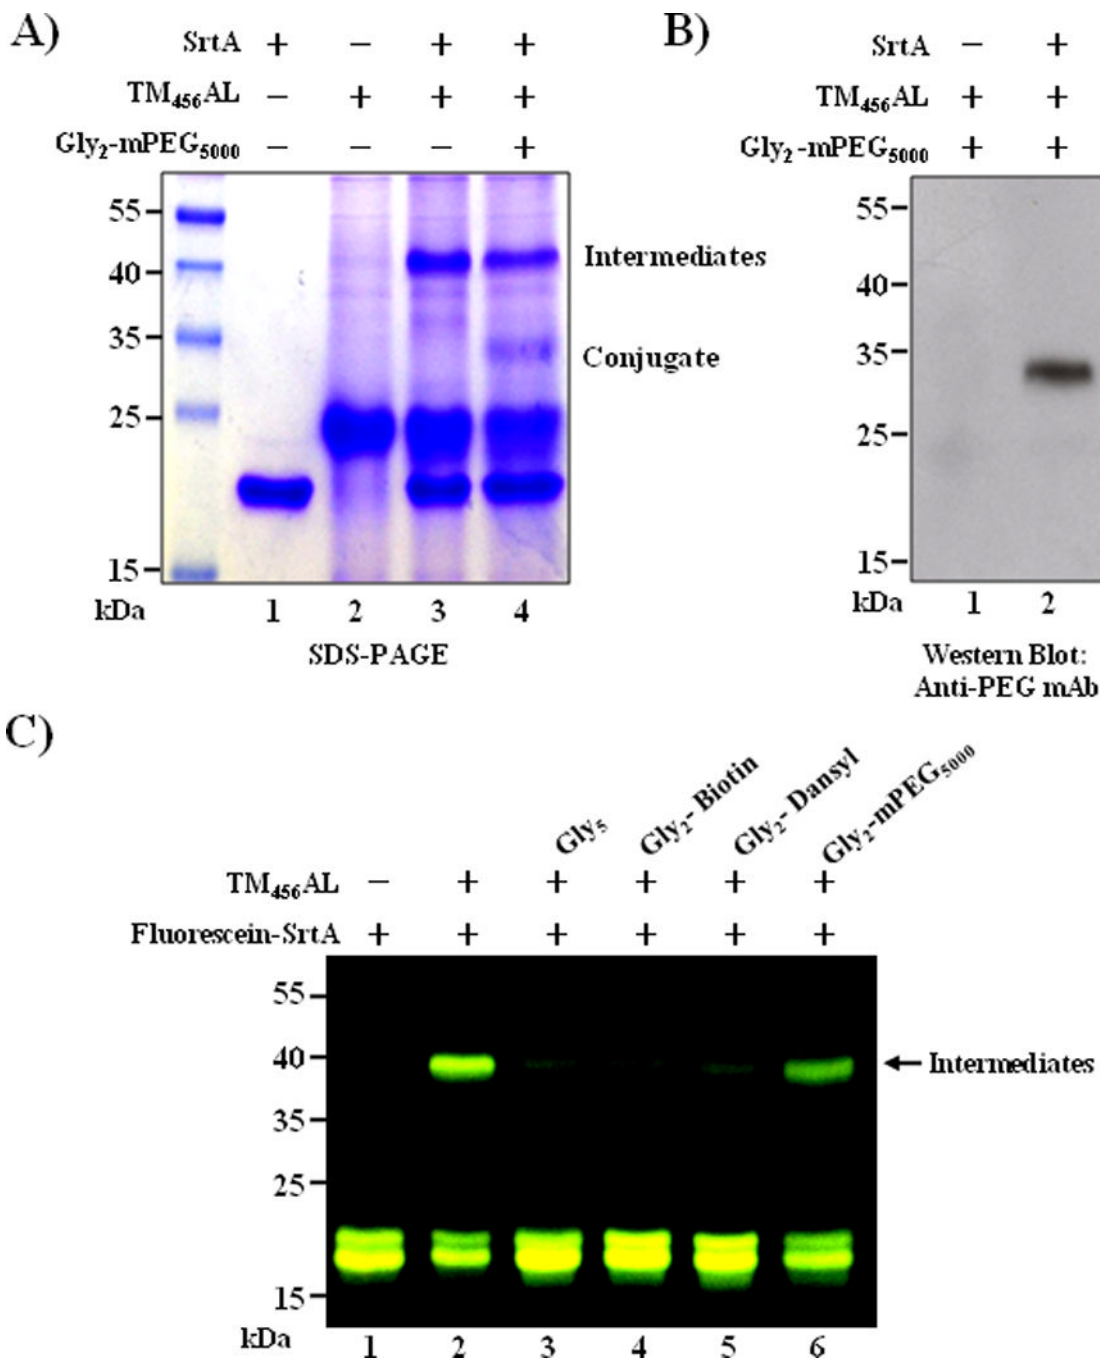 A)
SrtA + − + +
TM₄₅₆AL − + + +
Gly₂-mPEG₅₀₀₀ − − − +
55
40
35
25
15
kDa 1 2 3 4
Intermediates
Conjugate
SDS-PAGE
B)
SrtA − +
TM₄₅₆AL + +
Gly₂-mPEG₅₀₀₀ + +
55
40
35
25
15
kDa 1 2
Western Blot:
Anti-PEG mAb
C)
Gly₅ Gly₂- Biotin Gly₂- Dansyl Gly₂-mPEG₅₀₀₀
TM₄₅₆AL − + + + + +
Fluorescein-SrtA + + + + + +
55
40
35
25
15
kDa 1 2 3 4 5 6
Intermediates